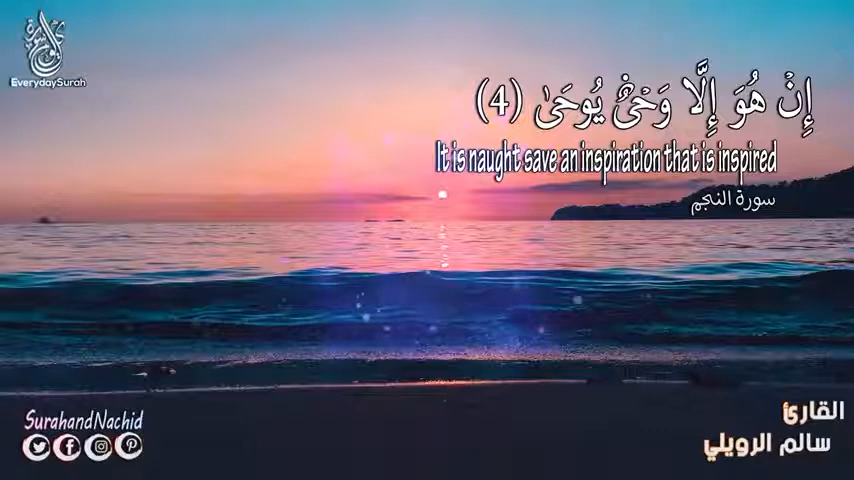 EverydaySurah
إِنْ هُوَ إِلَّا وَحْيٌ يُوحَىٰ (4)
It is naught save an inspiration that is inspired
سورة النجم
SurahandNachid
القارئ
سالم الرويلي